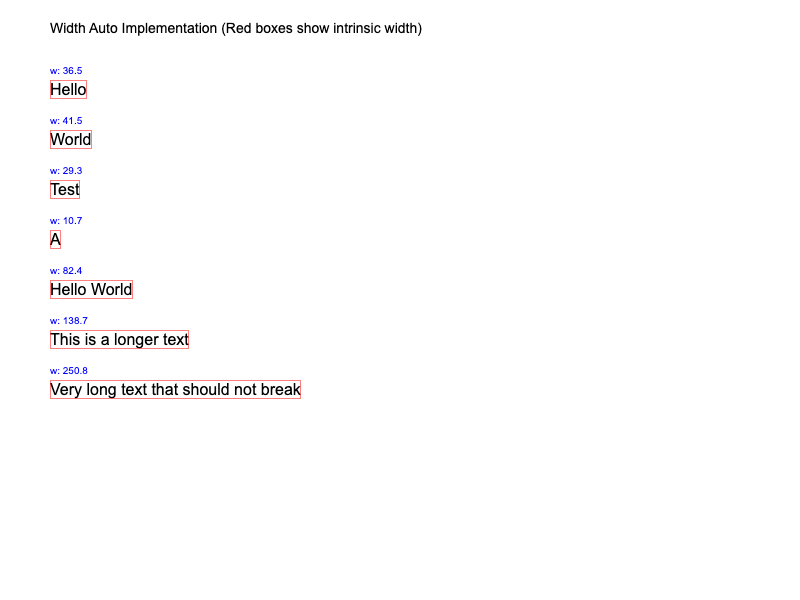 Width Auto Implementation (Red boxes show intrinsic width)
w: 36.5
Hello
w: 41.5
World
w: 29.3
Test
w: 10.7
A
w: 82.4
Hello World
w: 138.7
This is a longer text
w: 250.8
Very long text that should not break